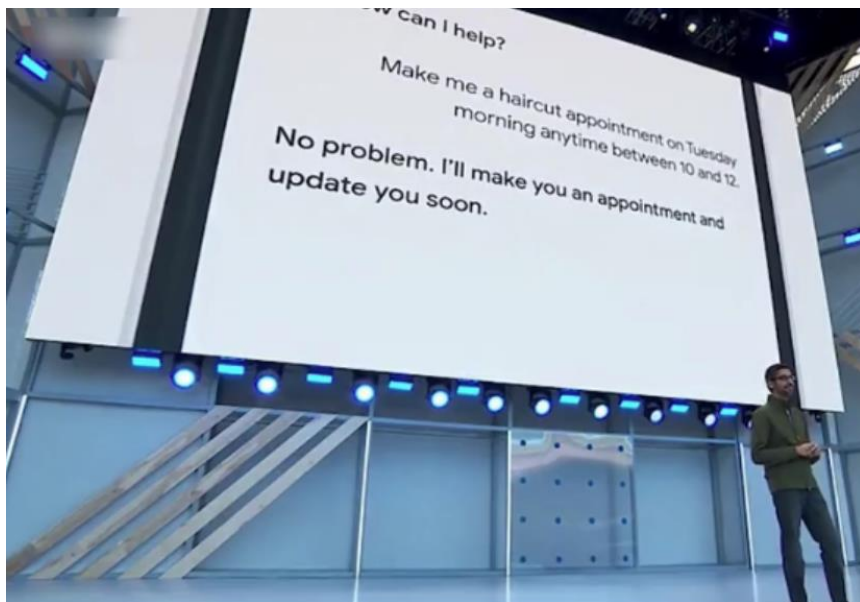 can I help?
Make me a haircut appointment on Tuesday
morning anytime between 10 and 12.
No problem. I'll make you an appointment and
update you soon.